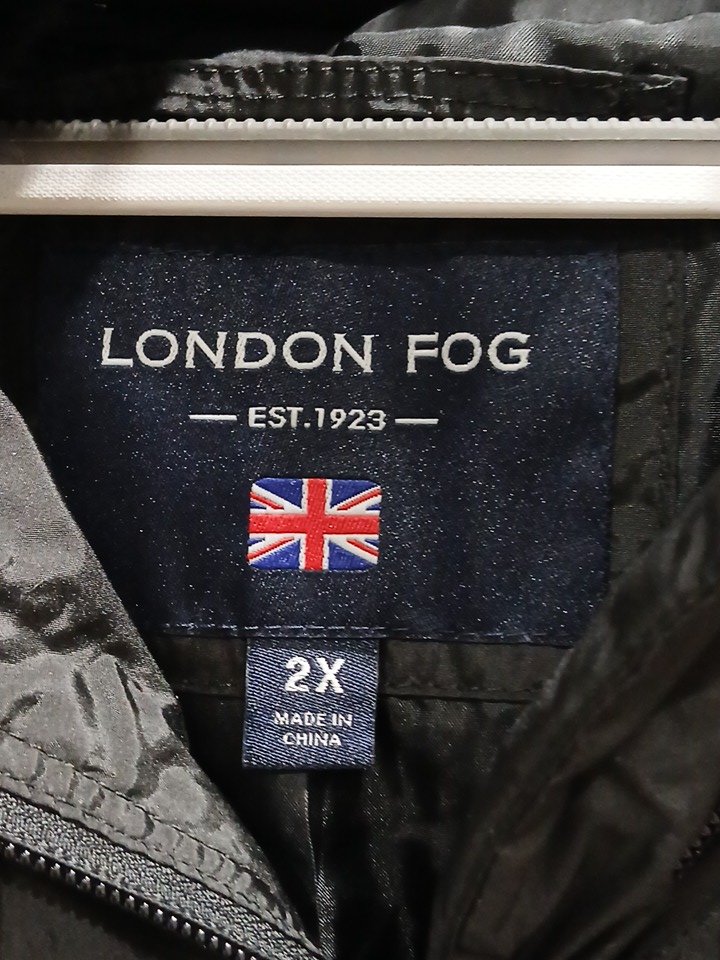 LONDON FOG
— EST.1923 —
2X
MADE IN
CHINA